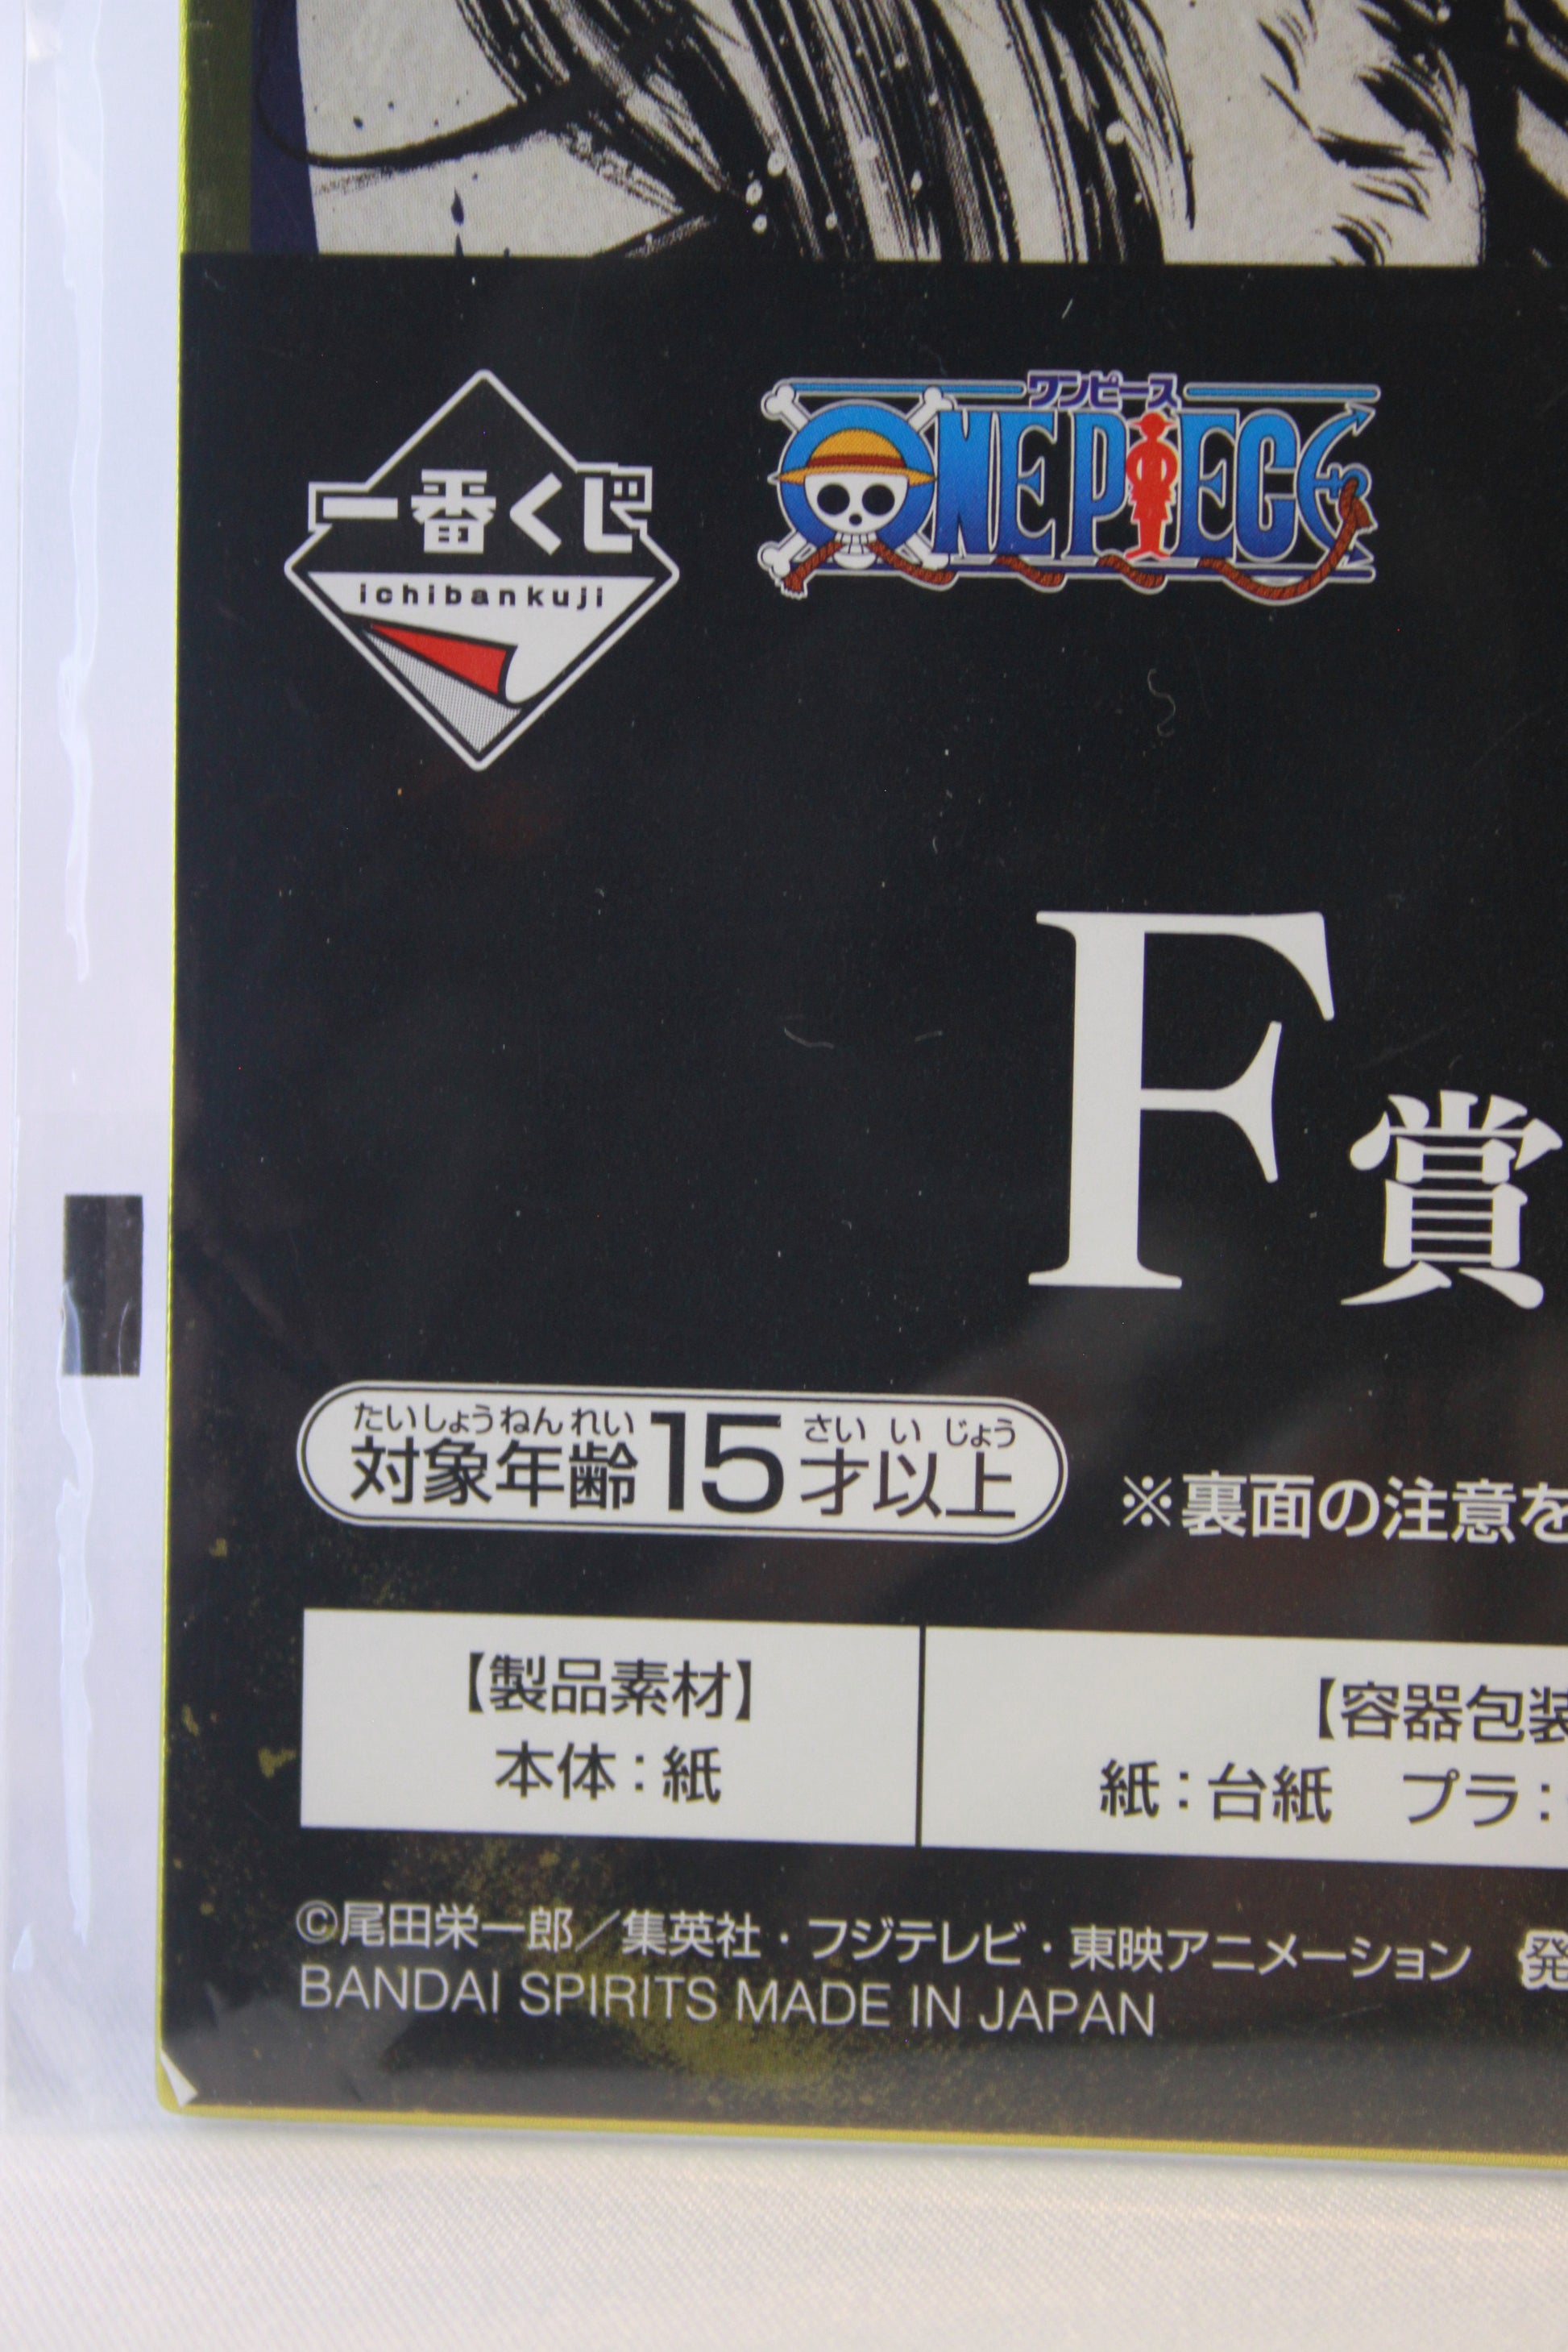 一番くじ
ichibankuji
ワンピース
ONE PIECE
F賞
たいしょうねんれい さいいじょう
対象年齢15才以上
※裏面の注意を
【製品素材】
本体：紙
【容器包装
紙：台紙 プラ：
©尾田栄一郎／集英社・フジテレビ・東映アニメーション 発
BANDAI SPIRITS MADE IN JAPAN